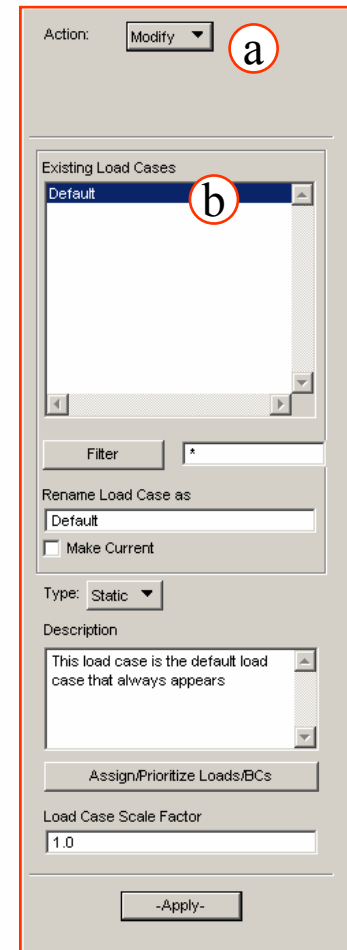 Action: Modify a
Existing Load Cases
Default b
Filter *
Rename Load Case as
Default
Make Current
Type: Static
Description
This load case is the default load
case that always appears
Assign/Prioritize Loads/BCs
Load Case Scale Factor
1.0
-Apply-